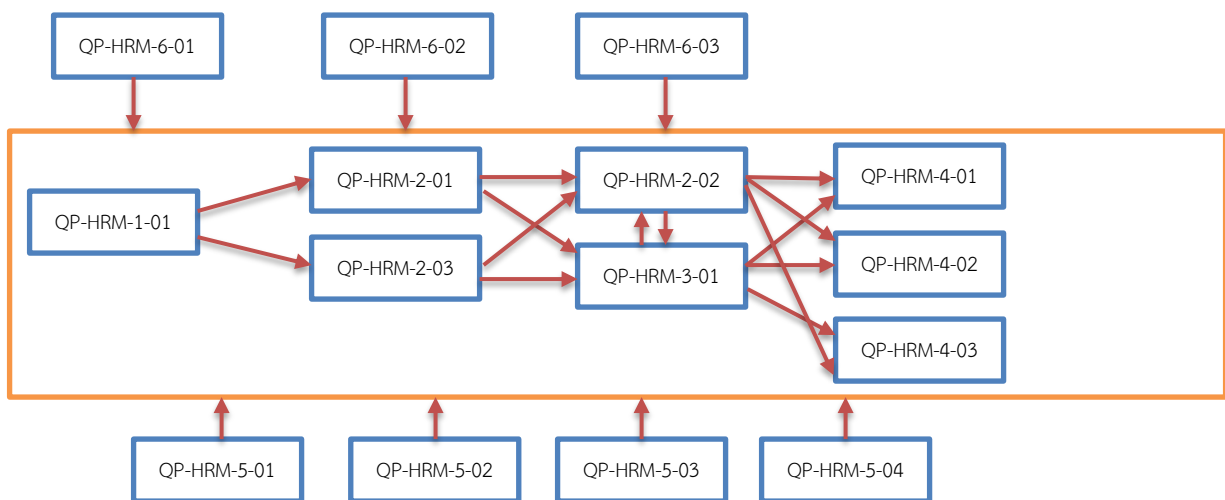 QP-HRM-6-01
QP-HRM-6-02
QP-HRM-6-03
QP-HRM-1-01
QP-HRM-2-01
QP-HRM-2-03
QP-HRM-2-02
QP-HRM-3-01
QP-HRM-4-01
QP-HRM-4-02
QP-HRM-4-03
QP-HRM-5-01
QP-HRM-5-02
QP-HRM-5-03
QP-HRM-5-04